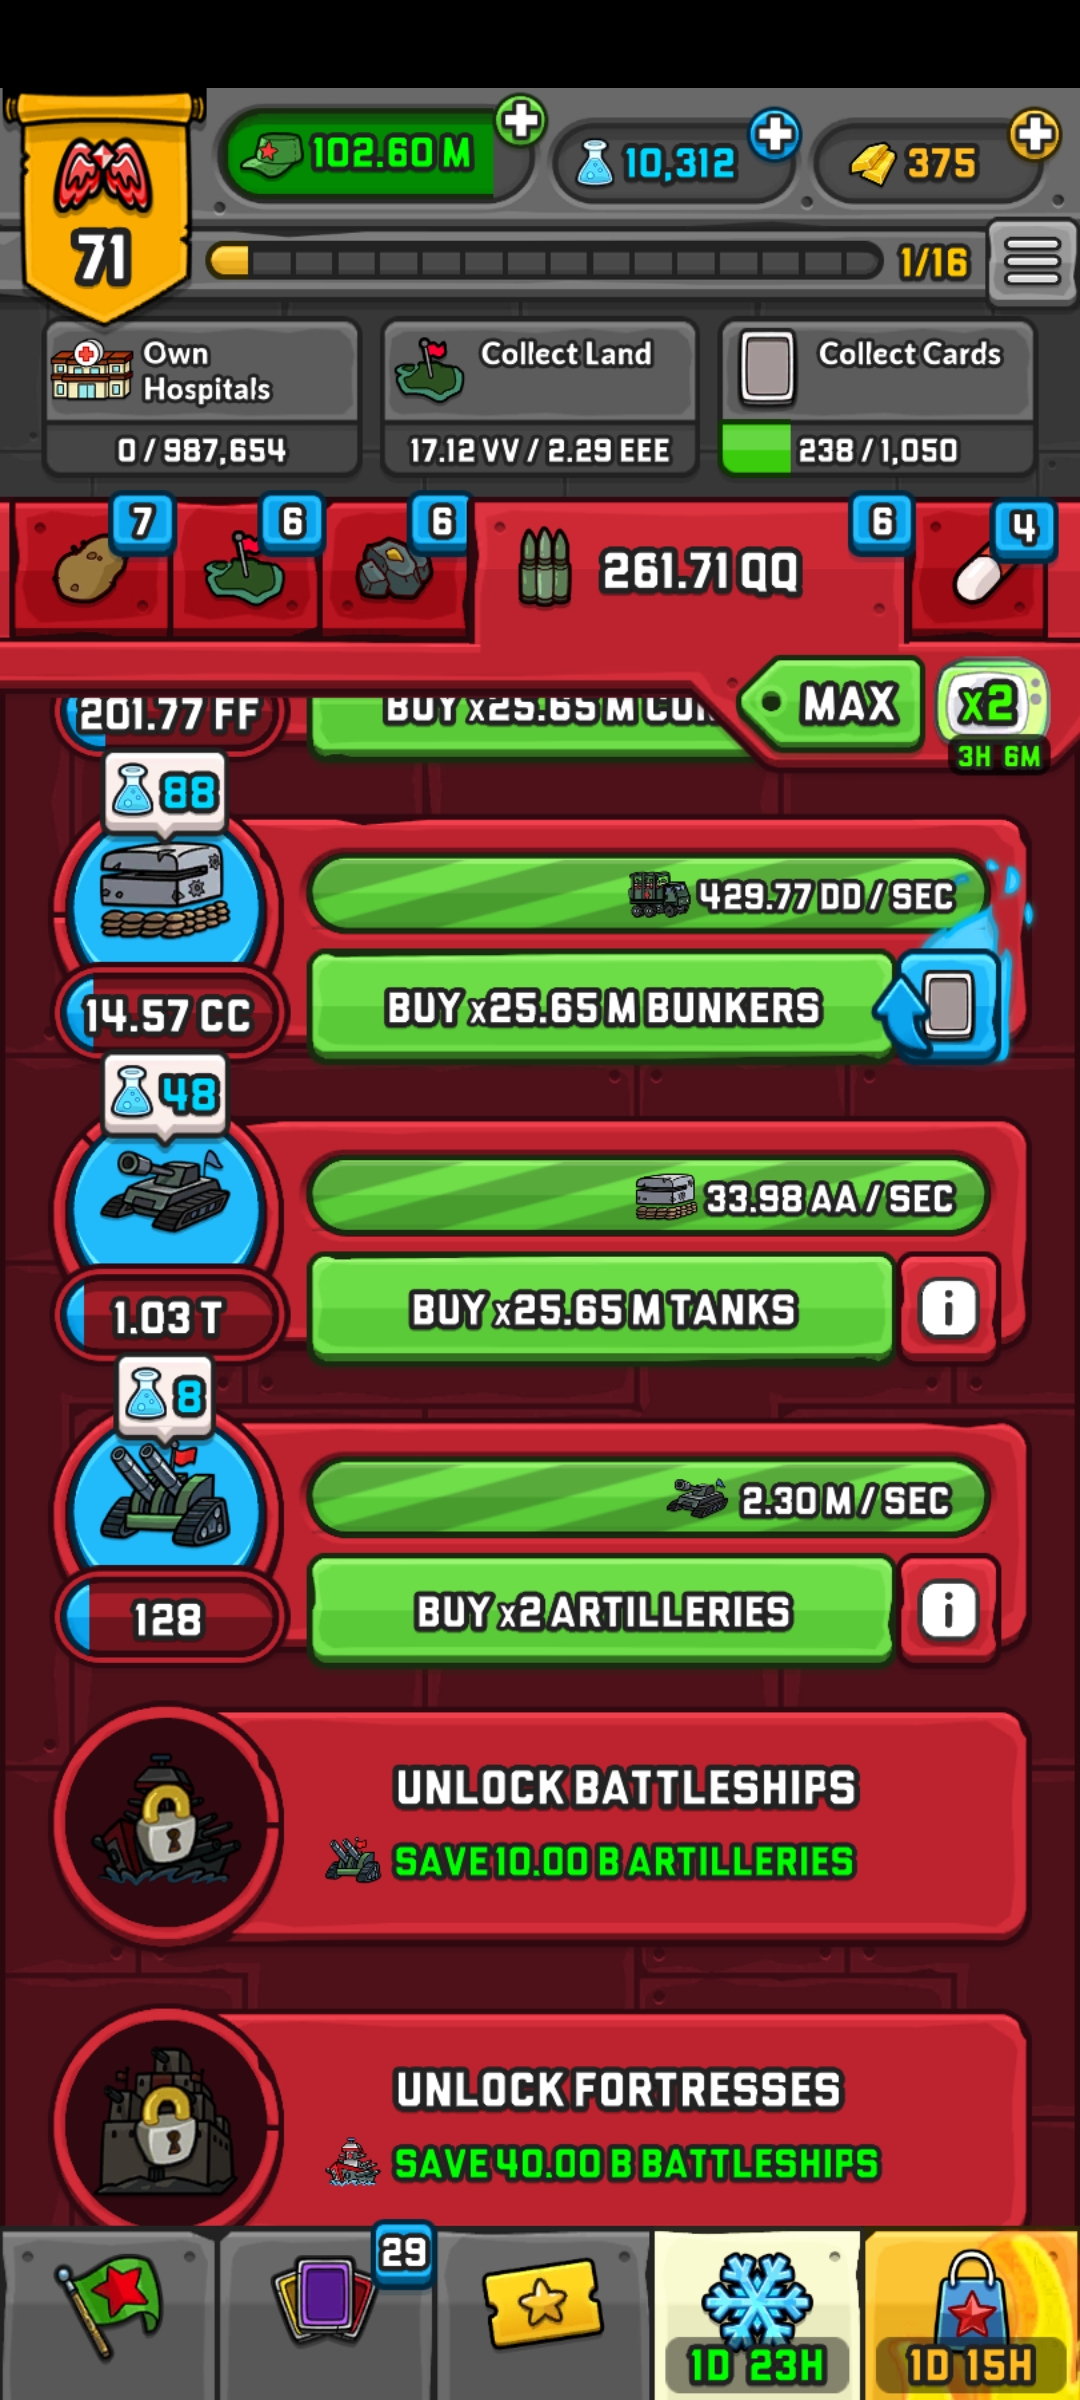 102.60 M
10,312
375
71
1/16
Own Hospitals
0 / 987,654
Collect Land
17.12 VV / 2.29 EEE
Collect Cards
238 / 1,050
7
6
6
261.71 QQ
6
4
MAX
x2
3H 6M
201.77 FF
BUY x25.65 M
88
429.77 DD / SEC
14.57 CC
BUY x25.65 M BUNKERS
48
33.98 AA / SEC
1.03 T
BUY x25.65 M TANKS
i
8
2.30 M / SEC
128
BUY x2 ARTILLERIES
i
UNLOCK BATTLESHIPS
SAVE 10.00 B ARTILLERIES
UNLOCK FORTRESSES
SAVE 40.00 B BATTLESHIPS
29
1D 23H
1D 15H